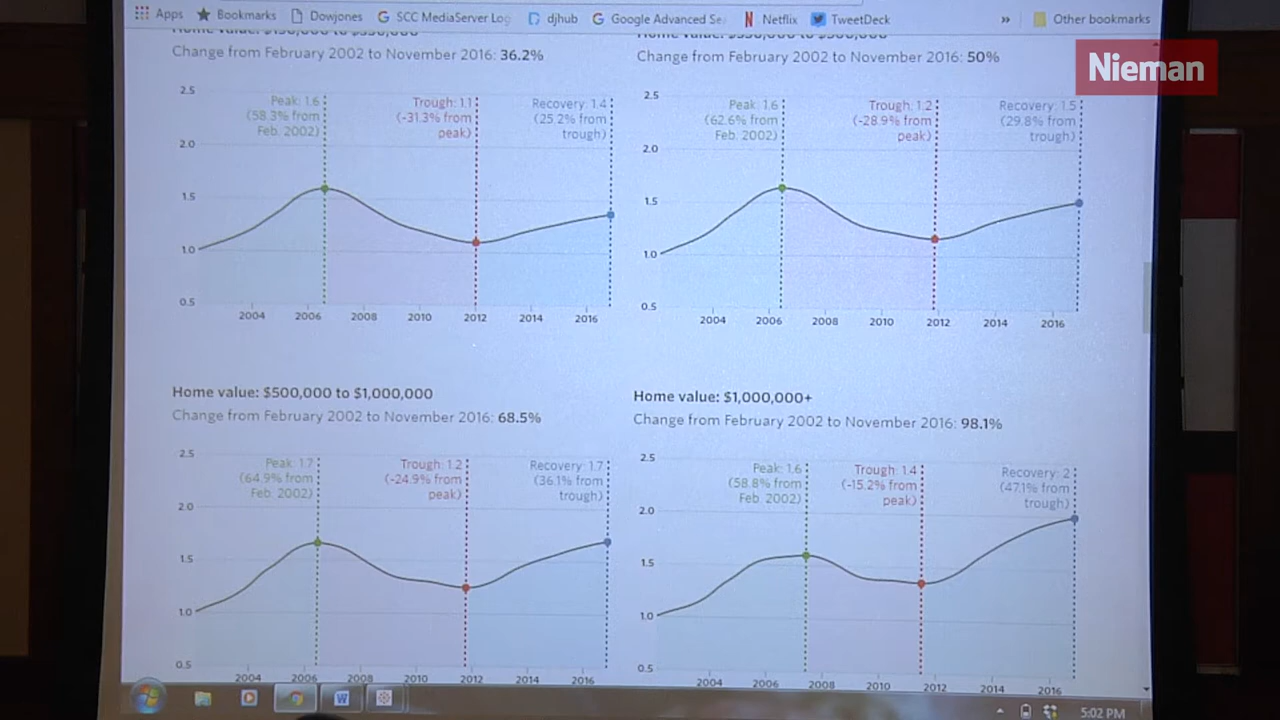 Apps Bookmarks Dowjones SCC MediaServer Log djhub Google Advanced Se Netflix TweetDeck » Other bookmarks
Nieman
Change from February 2002 to November 2016: 36.2%
2.5
2.0
1.5
1.0
0.5
Peak: 1.6
(58.3% from
Feb. 2002)
Trough: 1.1
(-31.3% from
peak)
Recovery: 1.4
(25.2% from
trough)
2004 2006 2008 2010 2012 2014 2016
Change from February 2002 to November 2016: 50%
2.5
2.0
1.5
1.0
0.5
Peak: 1.6
(62.6% from
Feb. 2002)
Trough: 1.2
(-28.9% from
peak)
Recovery: 1.5
(29.8% from
trough)
2004 2006 2008 2010 2012 2014 2016
Home value: $500,000 to $1,000,000
Change from February 2002 to November 2016: 68.5%
2.5
2.0
1.5
1.0
0.5
Peak: 1.7
(64.9% from
Feb. 2002)
Trough: 1.2
(-24.9% from
peak)
Recovery: 1.7
(36.1% from
trough)
2004 2006 2008 2010 2012 2014 2016
Home value: $1,000,000+
Change from February 2002 to November 2016: 98.1%
2.5
2.0
1.5
1.0
0.5
Peak: 1.6
(58.8% from
Feb. 2002)
Trough: 1.4
(-15.2% from
peak)
Recovery: 2
(47.1% from
trough)
2004 2006 2008 2010 2012 2014 2016
5:02 PM